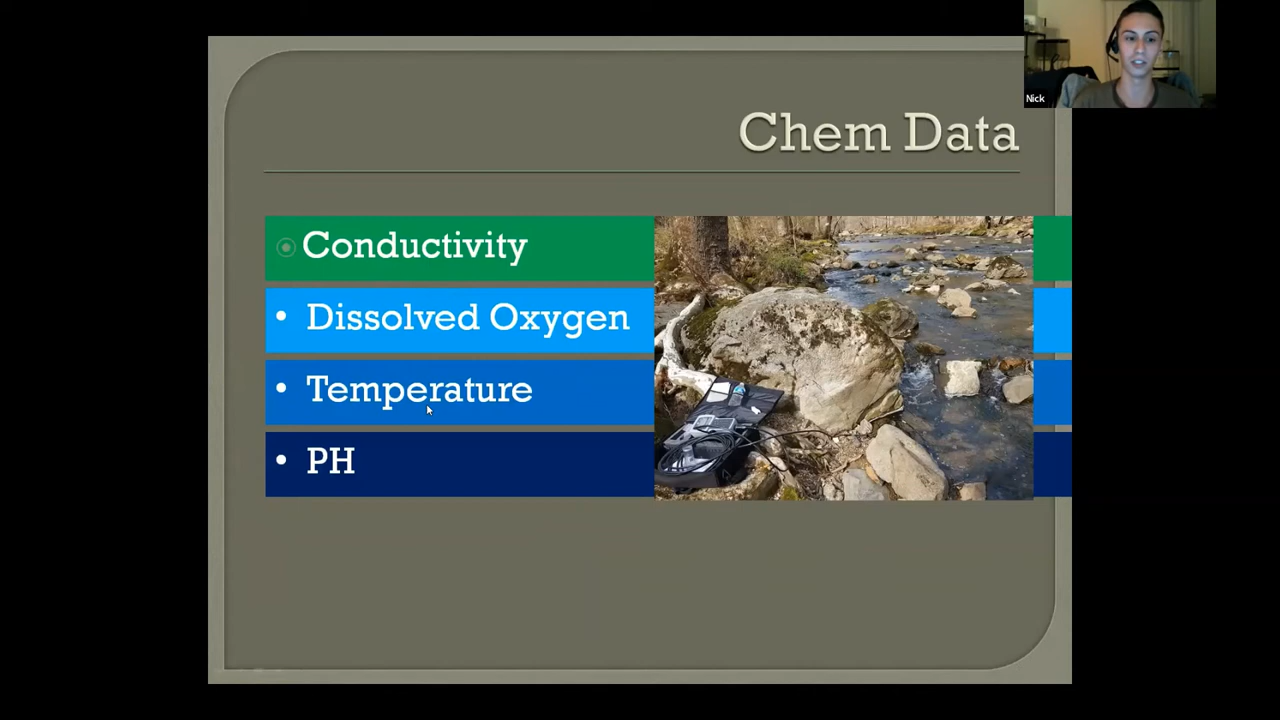 Nick
Chem Data
Conductivity
• Dissolved Oxygen
• Temperature
• PH